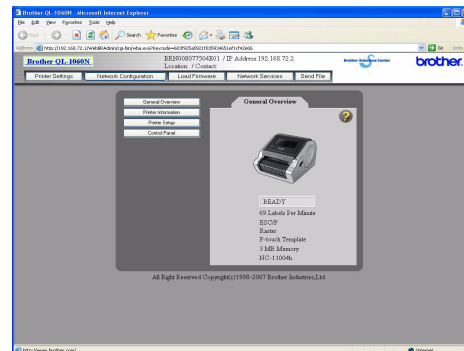 Brother QL-1060N - Microsoft Internet Explorer
File Edit View Favorites Tools Help
Back Search Favorites
Address
Go Links
Brother QL-1060N
BRN008077504E01 / IP Address 192.168.72.2
Location / Contact:
Brother Solutions Center
brother.
Printer Settings Network Configuration Load Firmware Network Services Send File
General Overview
Printer Information
Printer Setup
Control Panel
General Overview
READY
69 Labels Per Minute
ESC/P
Raster
P-touch Template
3 MB Memory
NC-11004h
All Right Reserved Copyright(c)1998-2007 Brother Industries,Ltd.
http://www.brother.com/
Internet